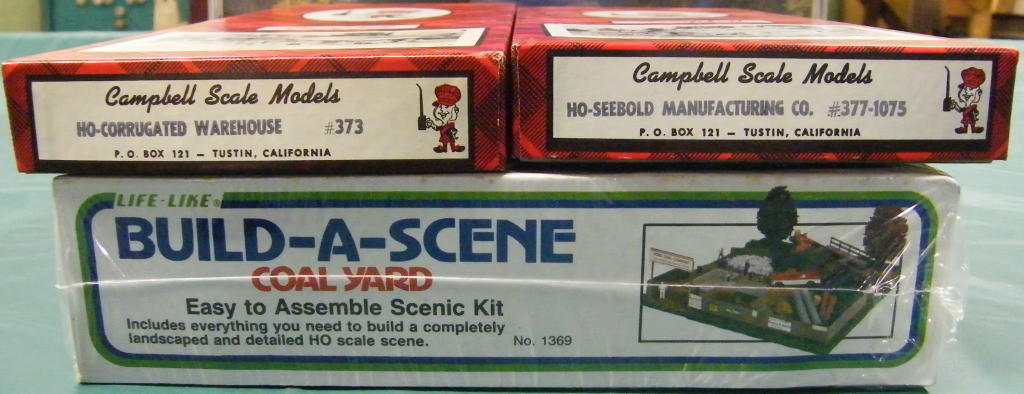 Campbell Scale Models
HO-CORRUGATED WAREHOUSE #373
P.O. BOX 121 — TUSTIN, CALIFORNIA
Campbell Scale Models
HO-SEEBOLD MANUFACTURING CO. #377-1075
P.O. BOX 121 — TUSTIN, CALIFORNIA
LIFE-LIKE®
BUILD-A-SCENE
COAL YARD
Easy to Assemble Scenic Kit
Includes everything you need to build a completely
landscaped and detailed HO scale scene.
No. 1369